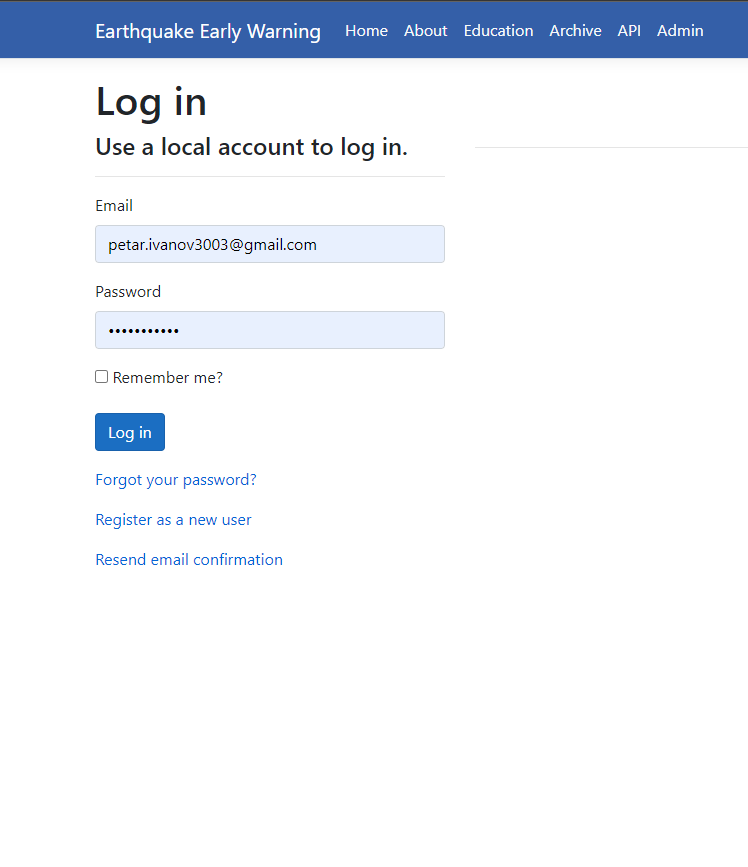 Earthquake Early Warning Home About Education Archive API Admin
Log in
Use a local account to log in.
Email
petar.ivanov3003@gmail.com
Password
•••••••••••
Remember me?
Log in
Forgot your password?
Register as a new user
Resend email confirmation